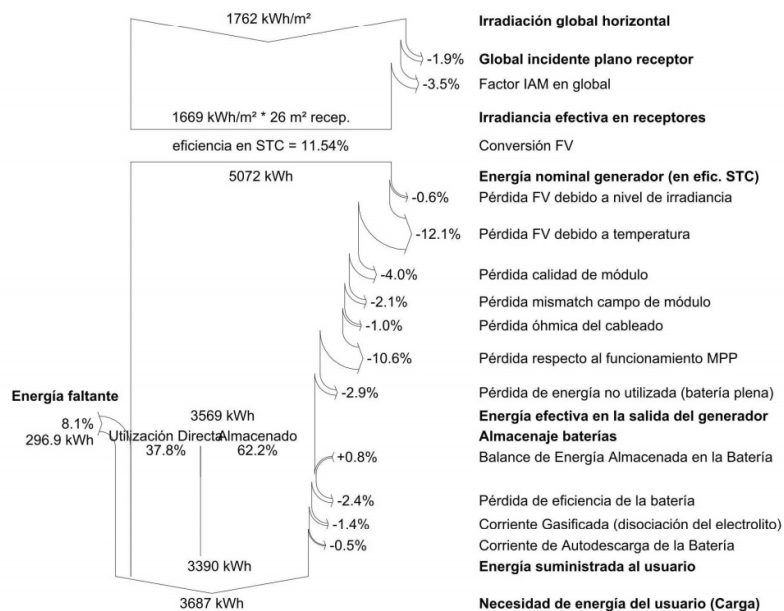 1762 kWh/m² Irradiación global horizontal
-1.9% Global incidente plano receptor
-3.5% Factor IAM en global
1669 kWh/m² * 26 m² recep. Irradiancia efectiva en receptores
eficiencia en STC = 11.54% Conversión FV
Energía nominal generador (en efic. STC)
5072 kWh
-0.6% Pérdida FV debido a nivel de irradiancia
-12.1% Pérdida FV debido a temperatura
-4.0% Pérdida calidad de módulo
-2.1% Pérdida mismatch campo de módulo
-1.0% Pérdida óhmica del cableado
-10.6% Pérdida respecto al funcionamiento MPP
-2.9% Pérdida de energía no utilizada (batería plena)
Energía faltante
3569 kWh Energía efectiva en la salida del generador
8.1%
296.9 kWh Utilización Directa Almacenado Almacenaje baterías
37.8% 62.2%
+0.8% Balance de Energía Almacenada en la Batería
-2.4% Pérdida de eficiencia de la batería
-1.4% Corriente Gasificada (disociación del electrolito)
-0.5% Corriente de Autodescarga de la Batería
3390 kWh Energía suministrada al usuario
3687 kWh Necesidad de energía del usuario (Carga)